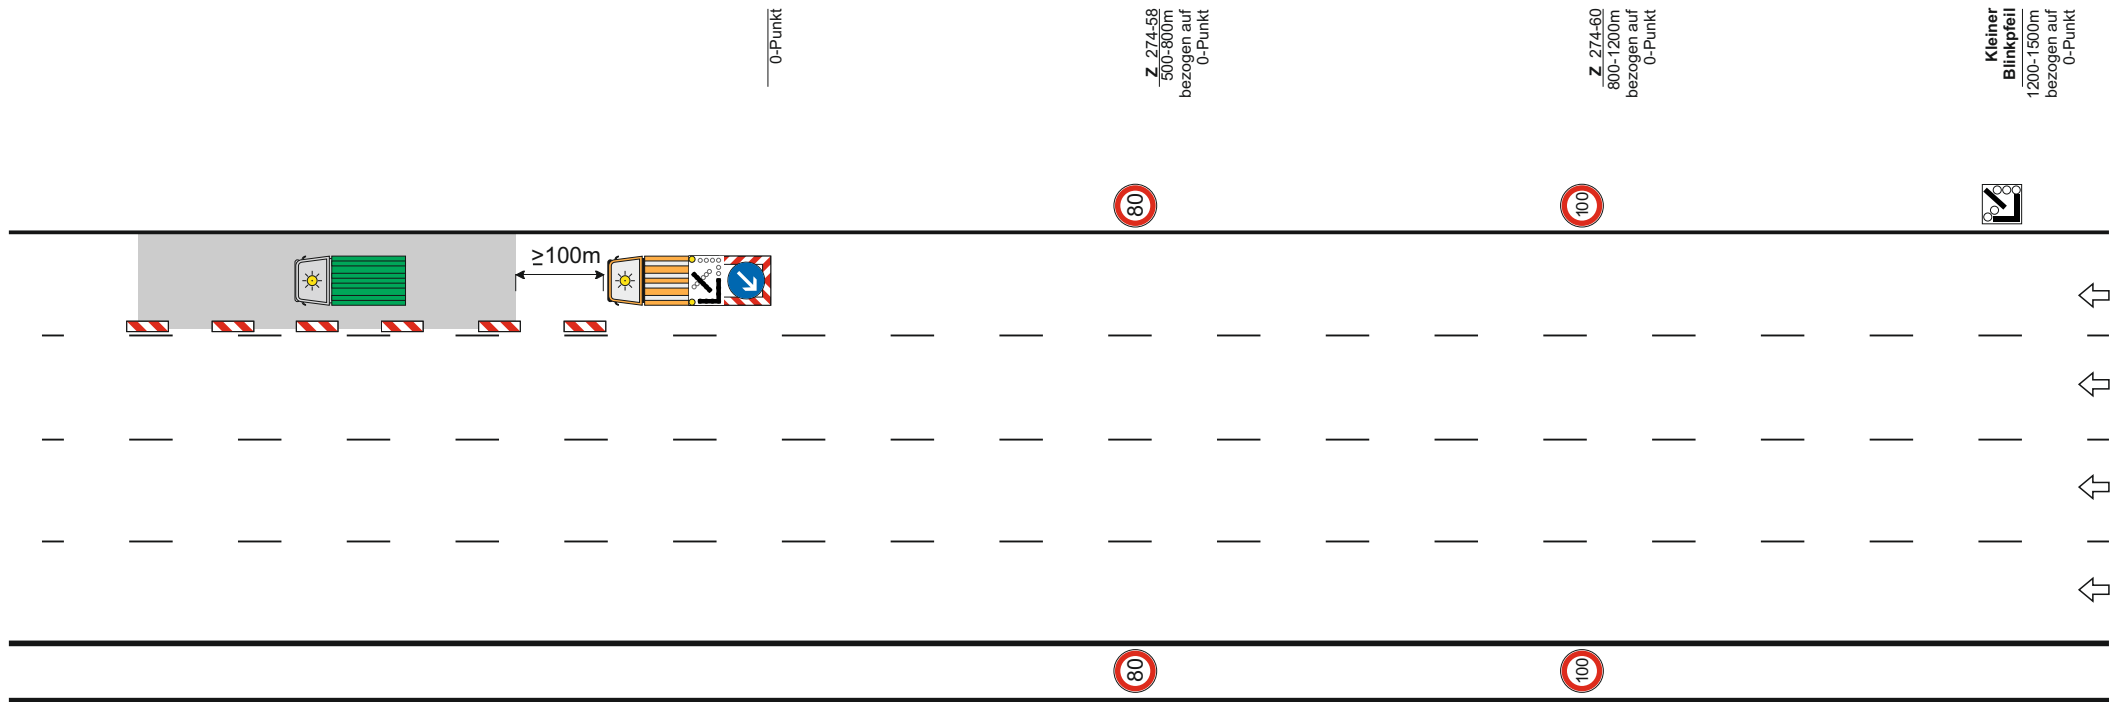 0-Punkt
Z 274-58
500-800m
bezogen auf
0-Punkt
Z 274-60
800-1200m
bezogen auf
0-Punkt
Kleiner
Blinkpfeil
1200-1500m
bezogen auf
0-Punkt
80
100
≥100m
80
100